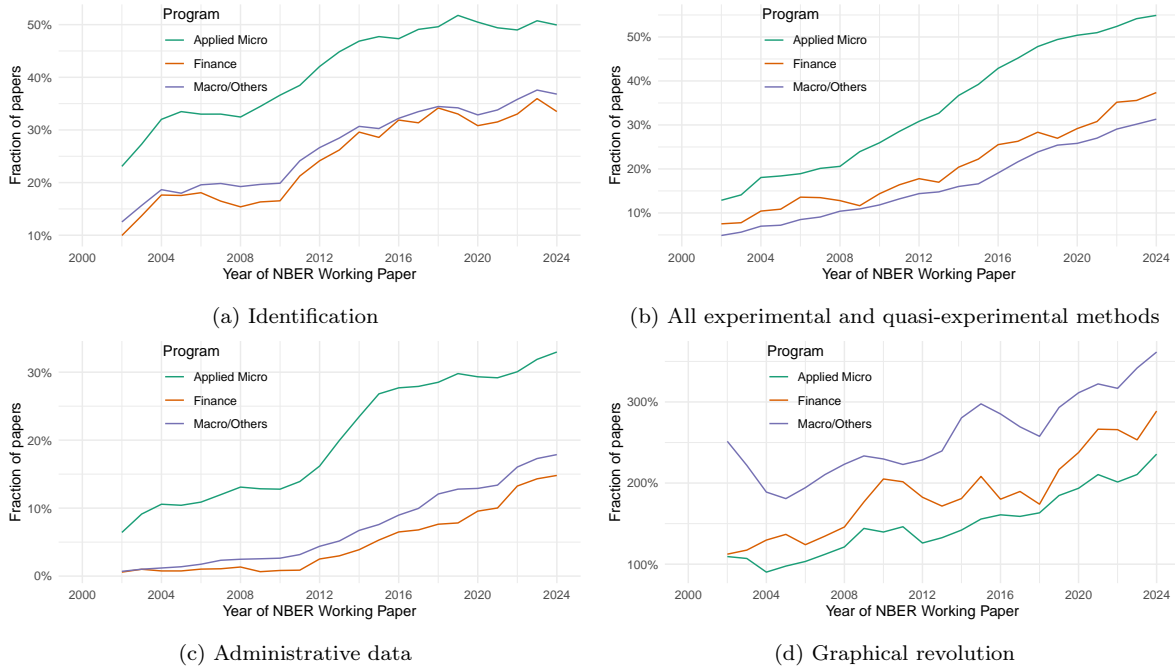 Program
Applied Micro
Finance
Macro/Others
50%
40%
30%
20%
10%
Fraction of papers
2000 2004 2008 2012 2016 2020 2024
Year of NBER Working Paper
(a) Identification
Program
Applied Micro
Finance
Macro/Others
50%
40%
30%
20%
10%
Fraction of papers
2000 2004 2008 2012 2016 2020 2024
Year of NBER Working Paper
(b) All experimental and quasi-experimental methods
Program
Applied Micro
Finance
Macro/Others
30%
20%
10%
0%
Fraction of papers
2000 2004 2008 2012 2016 2020 2024
Year of NBER Working Paper
(c) Administrative data
Program
Applied Micro
Finance
Macro/Others
300%
200%
100%
Fraction of papers
2000 2004 2008 2012 2016 2020 2024
Year of NBER Working Paper
(d) Graphical revolution